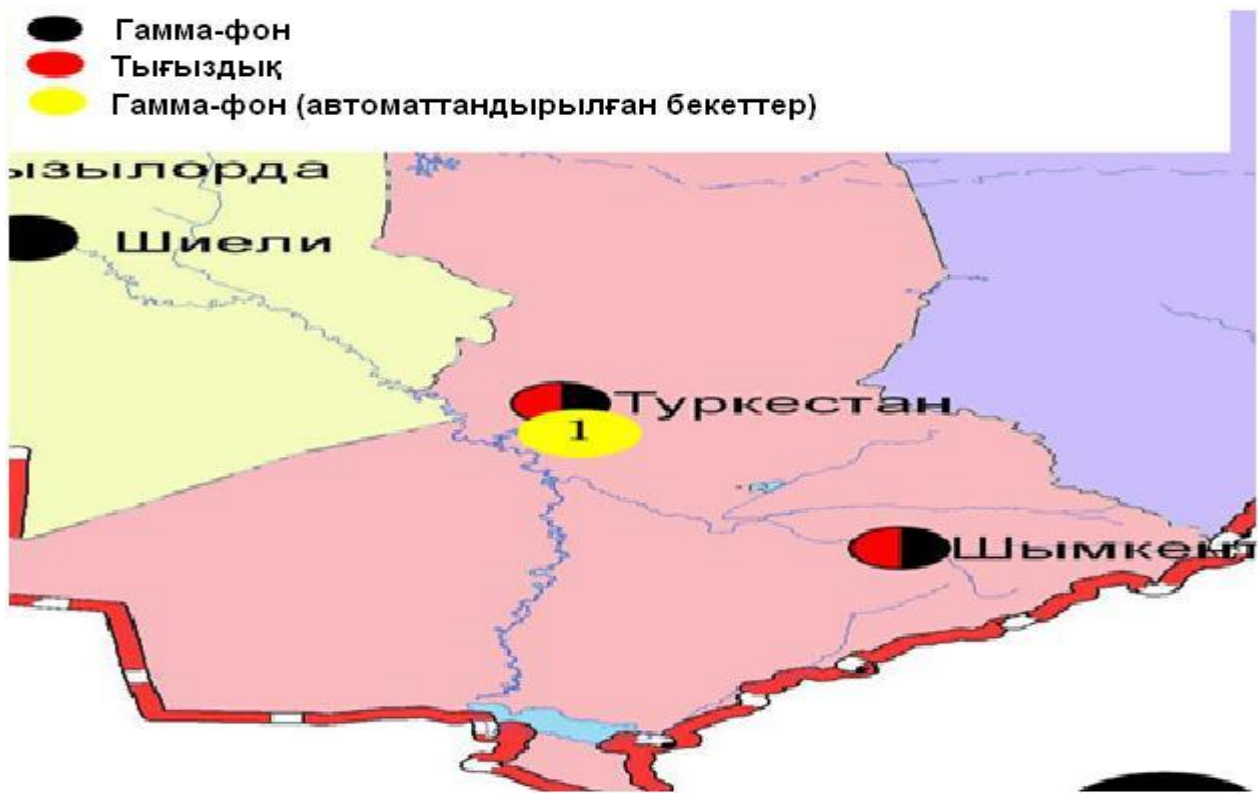 Гамма-фон
Тығыздық
Гамма-фон (автоматтандырылған бекеттер)
ызылорда
Шиели
Туркестан
1
Шымкент